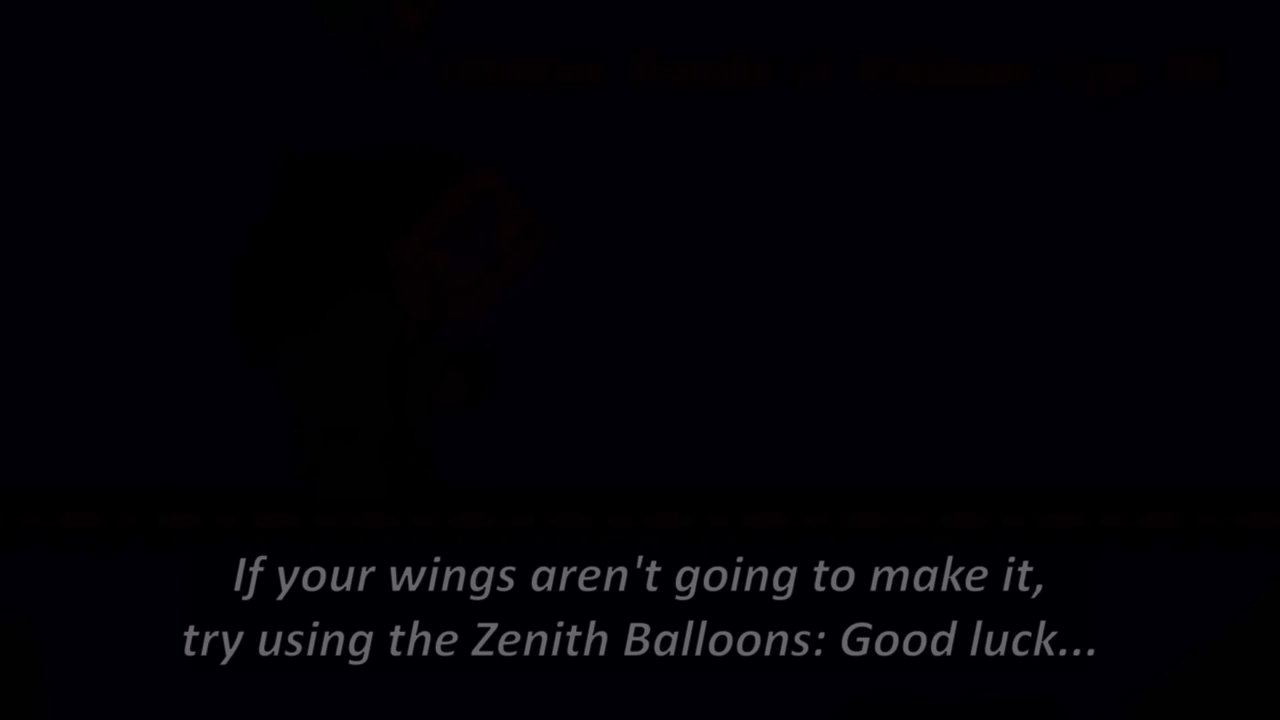 If your wings aren't going to make it,
try using the Zenith Balloons: Good luck...